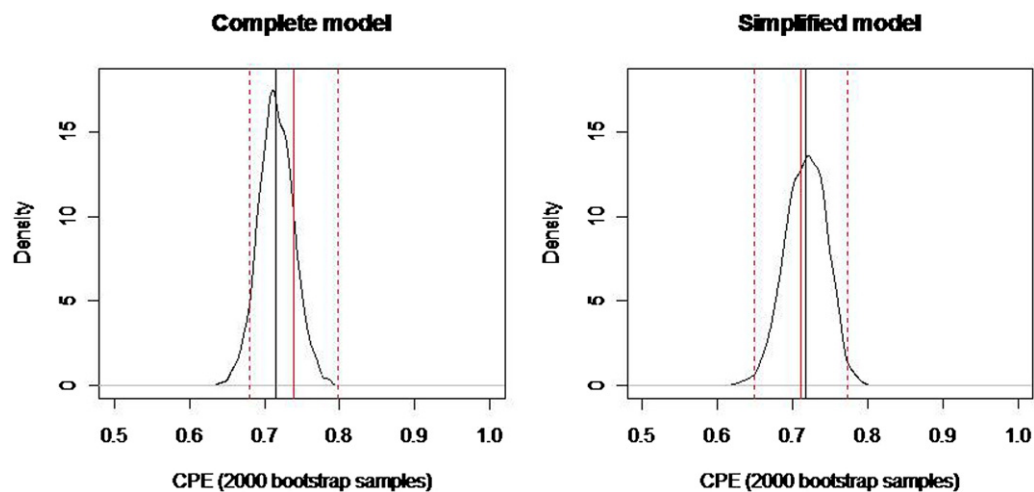 Complete model
Density
15
10
5
0
0.5 0.6 0.7 0.8 0.9 1.0
CPE (2000 bootstrap samples)
Simplified model
Density
15
10
5
0
0.5 0.6 0.7 0.8 0.9 1.0
CPE (2000 bootstrap samples)